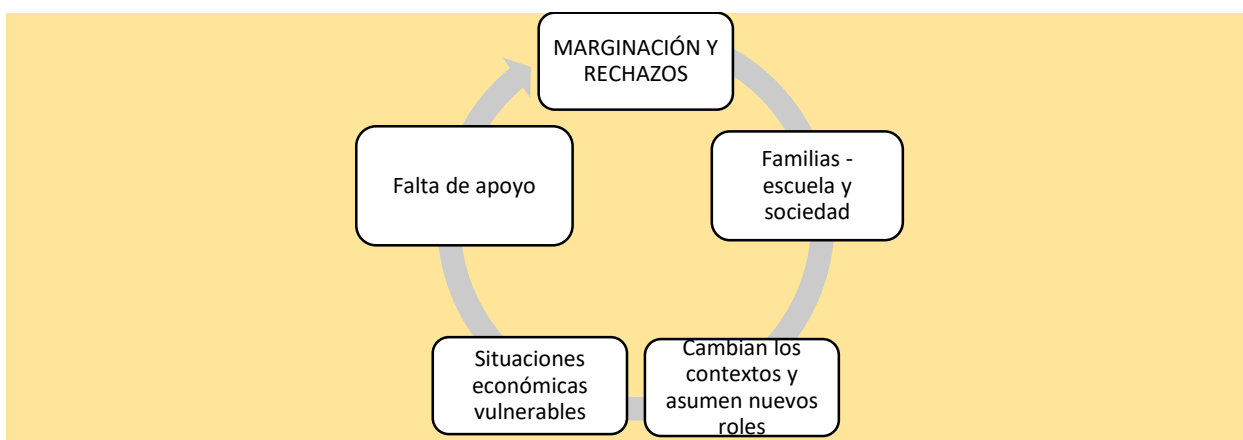 MARGINACIÓN Y
RECHAZOS
Familias -
escuela y
sociedad
Cambian los
contextos y
asumen nuevos
roles
Situaciones
económicas
vulnerables
Falta de apoyo